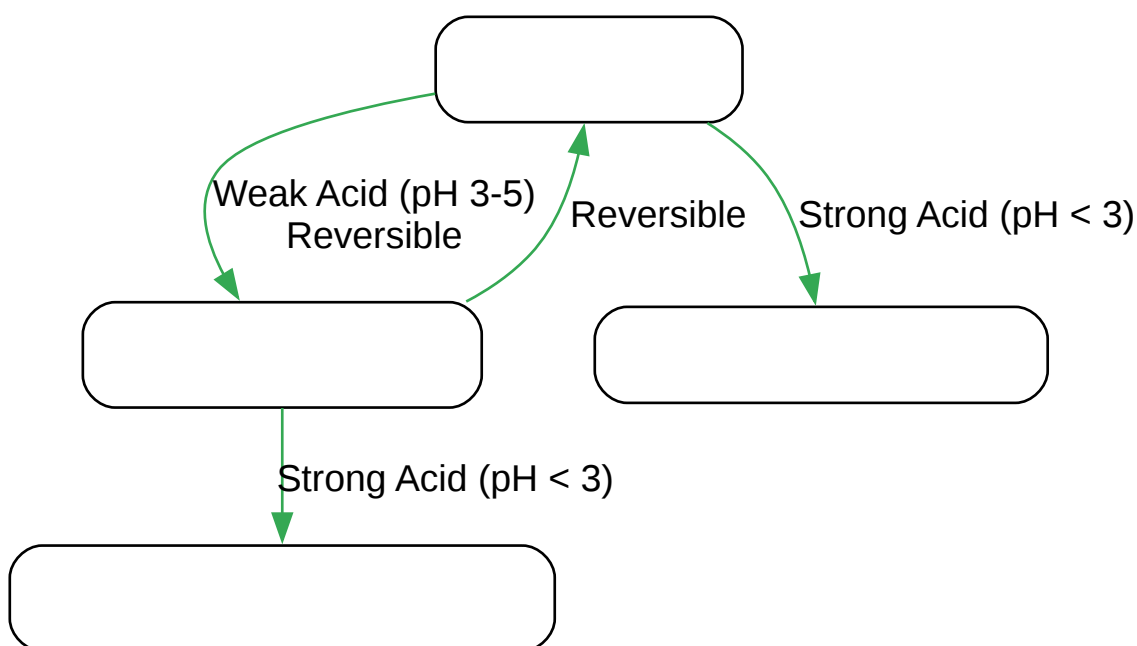 Weak Acid (pH 3-5)
Reversible
Reversible
Strong Acid (pH < 3)
Strong Acid (pH < 3)